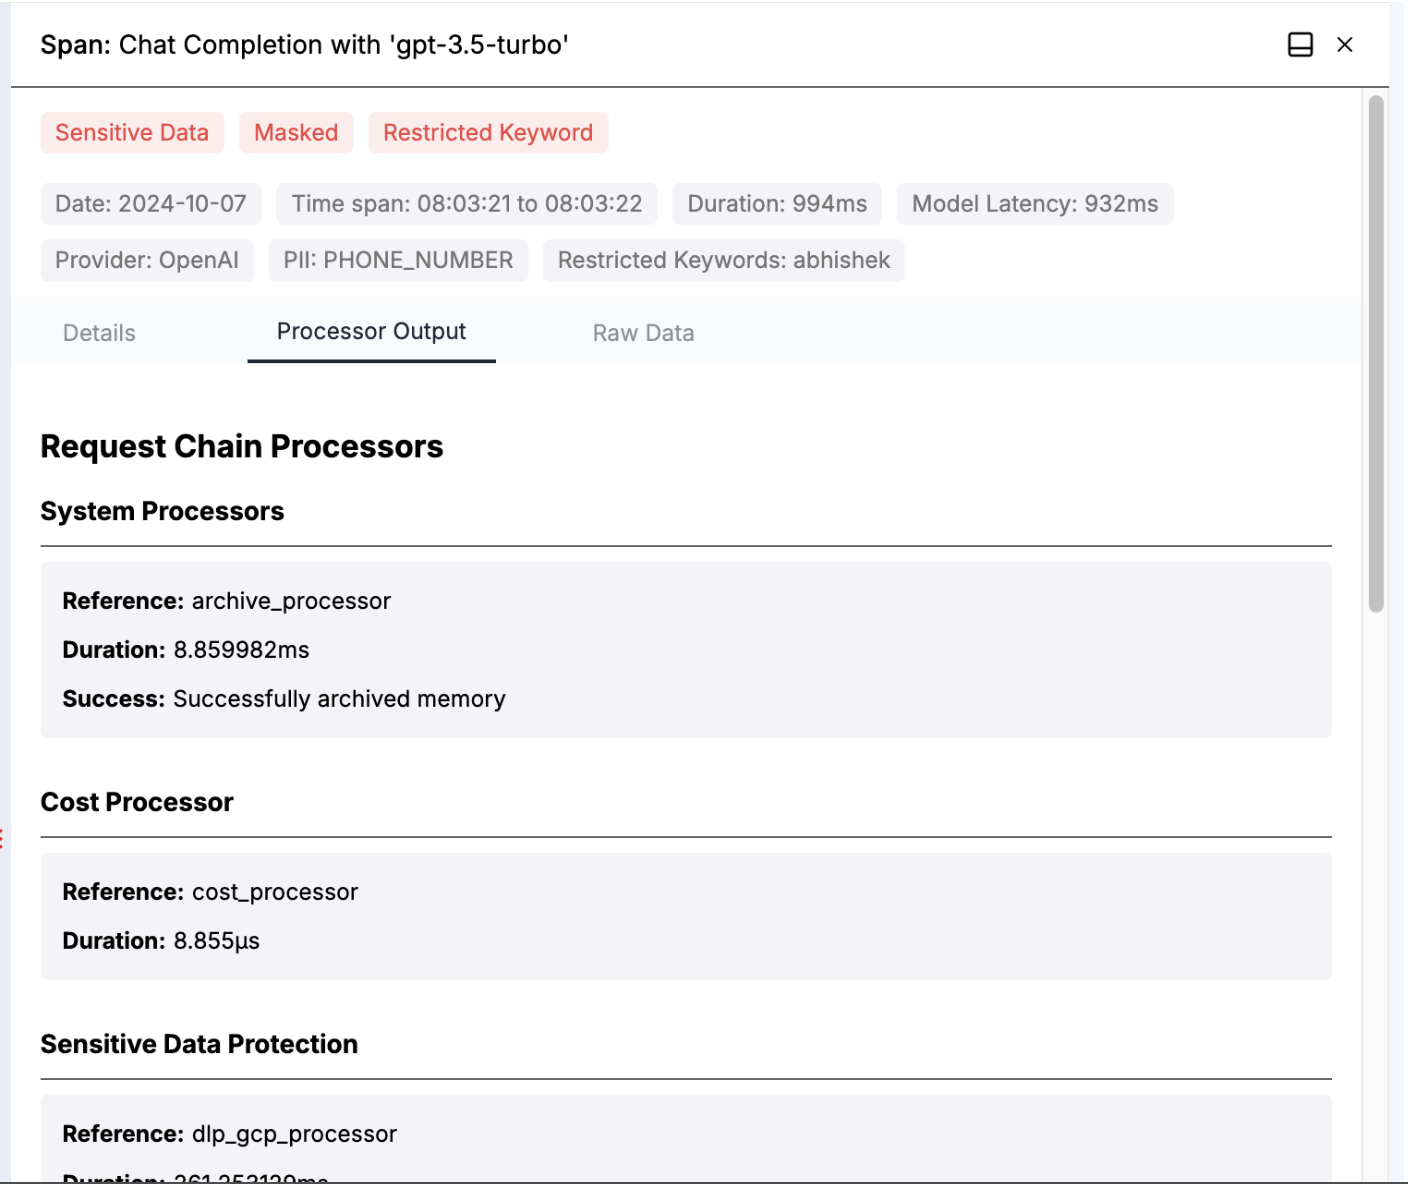 Span: Chat Completion with 'gpt-3.5-turbo'
Sensitive Data Masked Restricted Keyword
Date: 2024-10-07 Time span: 08:03:21 to 08:03:22 Duration: 994ms Model Latency: 932ms
Provider: OpenAI PII: PHONE_NUMBER Restricted Keywords: abhishek
Details Processor Output Raw Data
Request Chain Processors
System Processors
Reference: archive_processor
Duration: 8.859982ms
Success: Successfully archived memory
Cost Processor
Reference: cost_processor
Duration: 8.855µs
Sensitive Data Protection
Reference: dlp_gcp_processor
Duration: